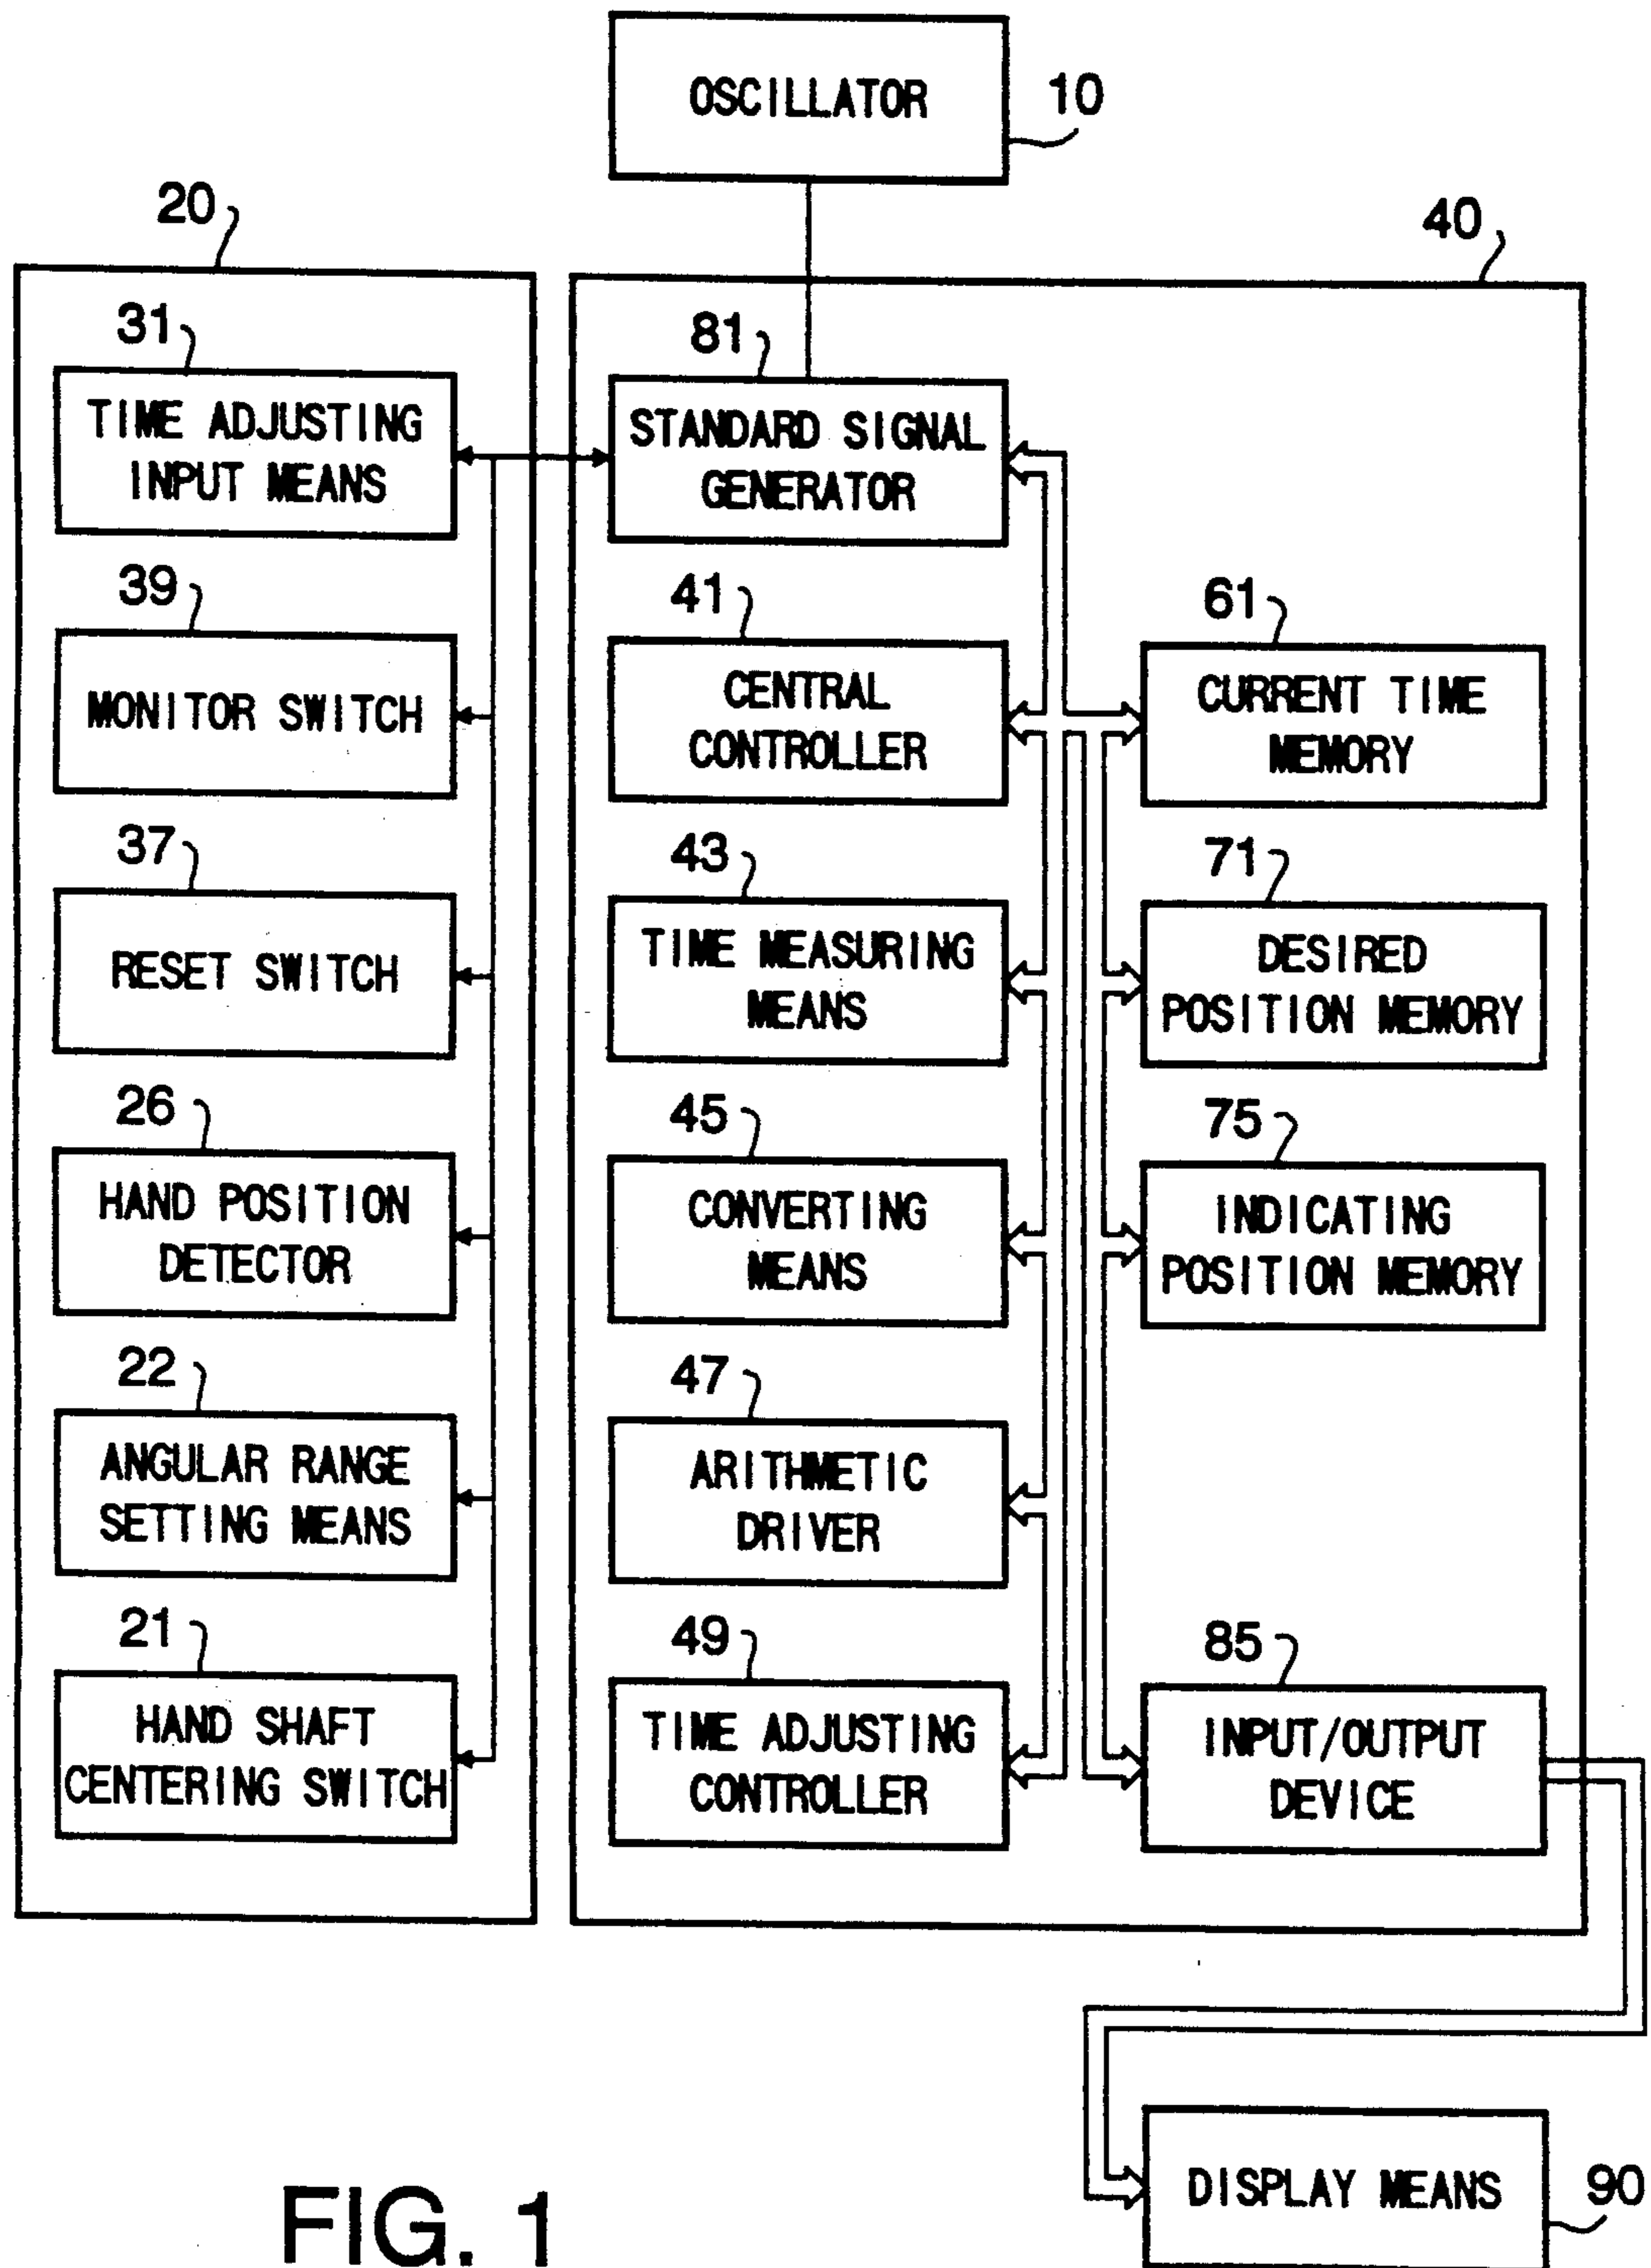 OSCILLATOR
10
20
40
31
TIME ADJUSTING
INPUT MEANS
39
MONITOR SWITCH
37
RESET SWITCH
26
HAND POSITION
DETECTOR
22
ANGULAR RANGE
SETTING MEANS
21
HAND SHAFT
CENTERING SWITCH
81
STANDARD SIGNAL
GENERATOR
41
CENTRAL
CONTROLLER
43
TIME MEASURING
MEANS
45
CONVERTING
MEANS
47
ARITHMETIC
DRIVER
49
TIME ADJUSTING
CONTROLLER
61
CURRENT TIME
MEMORY
71
DESIRED
POSITION MEMORY
75
INDICATING
POSITION MEMORY
85
INPUT/OUTPUT
DEVICE
DISPLAY MEANS
90
FIG. 1